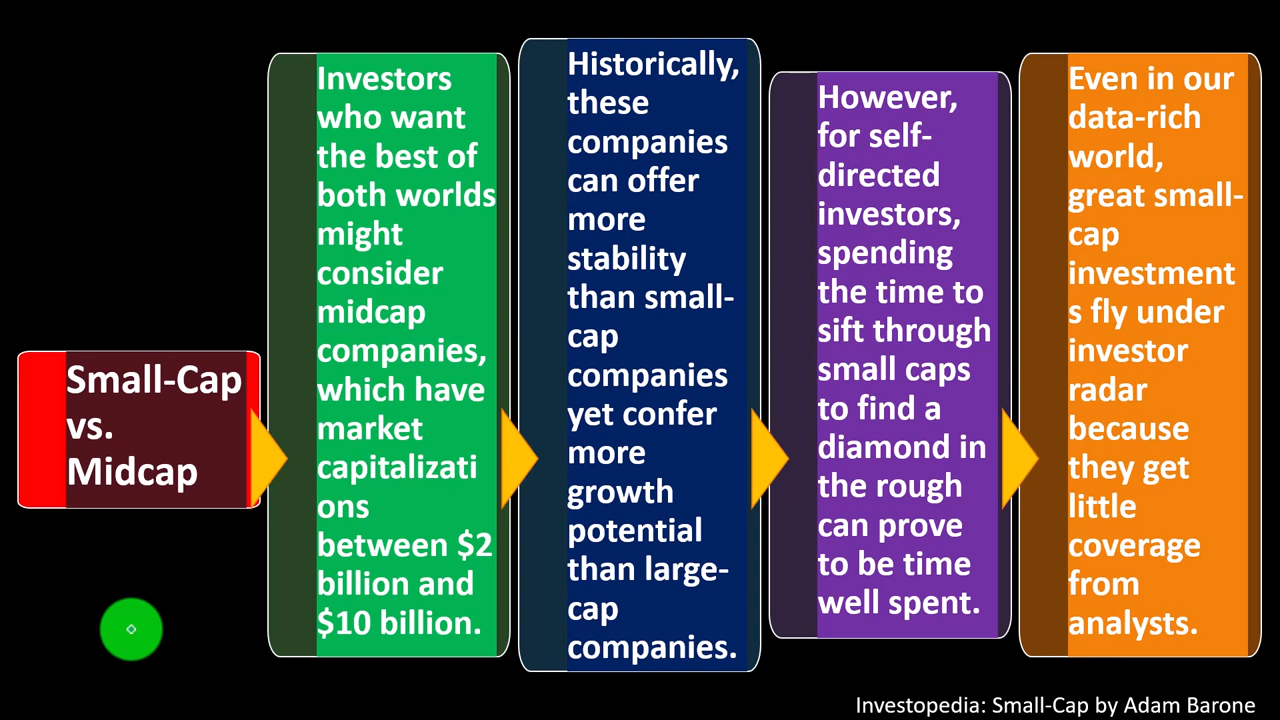 Small-Cap
vs.
Midcap
Investors
who want
the best of
both worlds
might
consider
midcap
companies,
which have
market
capitalizati
ons
between $2
billion and
$10 billion.
Historically,
these
companies
can offer
more
stability
than small-
cap
companies
yet confer
more
growth
potential
than large-
cap
companies.
However,
for self-
directed
investors,
spending
the time to
sift through
small caps
to find a
diamond in
the rough
can prove
to be time
well spent.
Even in our
data-rich
world,
great small-
cap
investment
s fly under
investor
radar
because
they get
little
coverage
from
analysts.
Investopedia: Small-Cap by Adam Barone